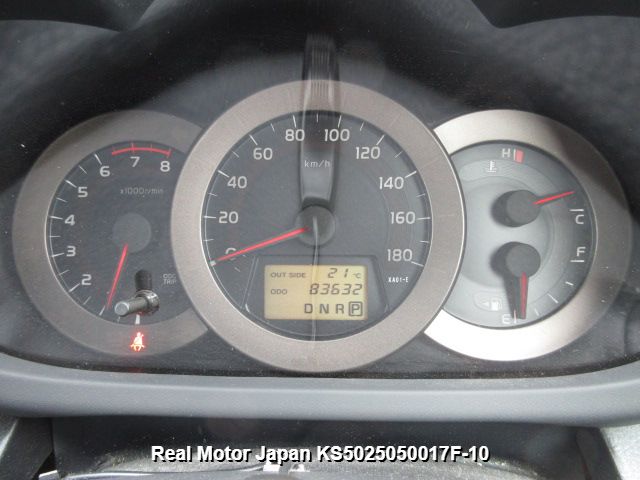 8 7 6 5 4 3 2
x1000r/min
ODO
TRIP
0 20 40 60 80 100 120 140 160 180
km/h
OUT SIDE 21°C
ODO 83632
D N R P
XA01-E
H
C
F
E
Real Motor Japan KS5025050017F-10